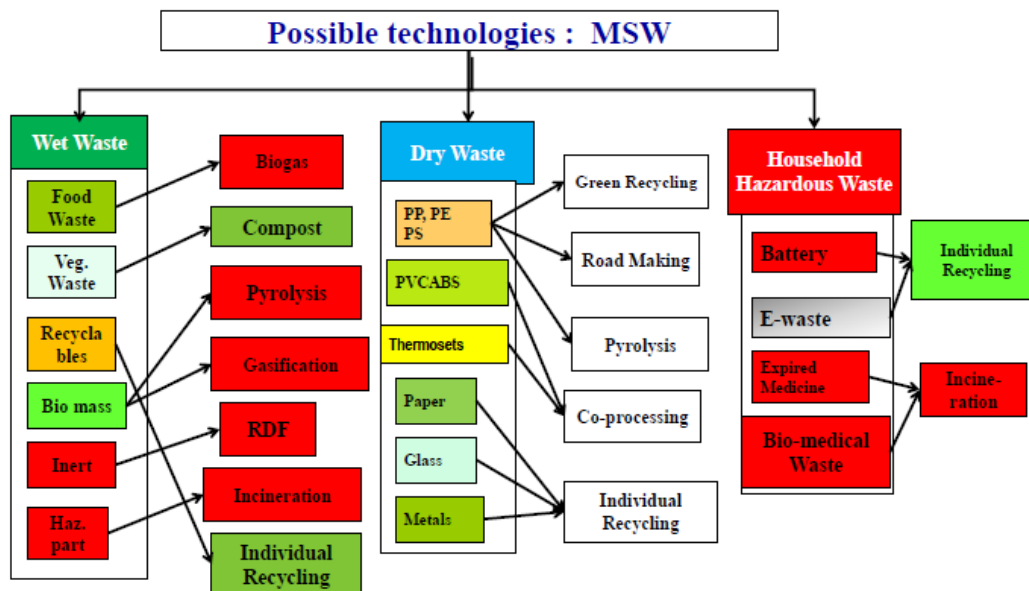 Possible technologies : MSW
Wet Waste
Food
Waste
Veg.
Waste
Recycla
bles
Bio mass
Inert
Haz.
part
Biogas
Compost
Pyrolysis
Gasification
RDF
Incineration
Individual
Recycling
Dry Waste
PP, PE
PS
PVCABS
Thermosets
Paper
Glass
Metals
Green Recycling
Road Making
Pyrolysis
Co-processing
Individual
Recycling
Household
Hazardous Waste
Battery
E-waste
Expired
Medicine
Bio-medical
Waste
Individual
Recycling
Incine-
ration